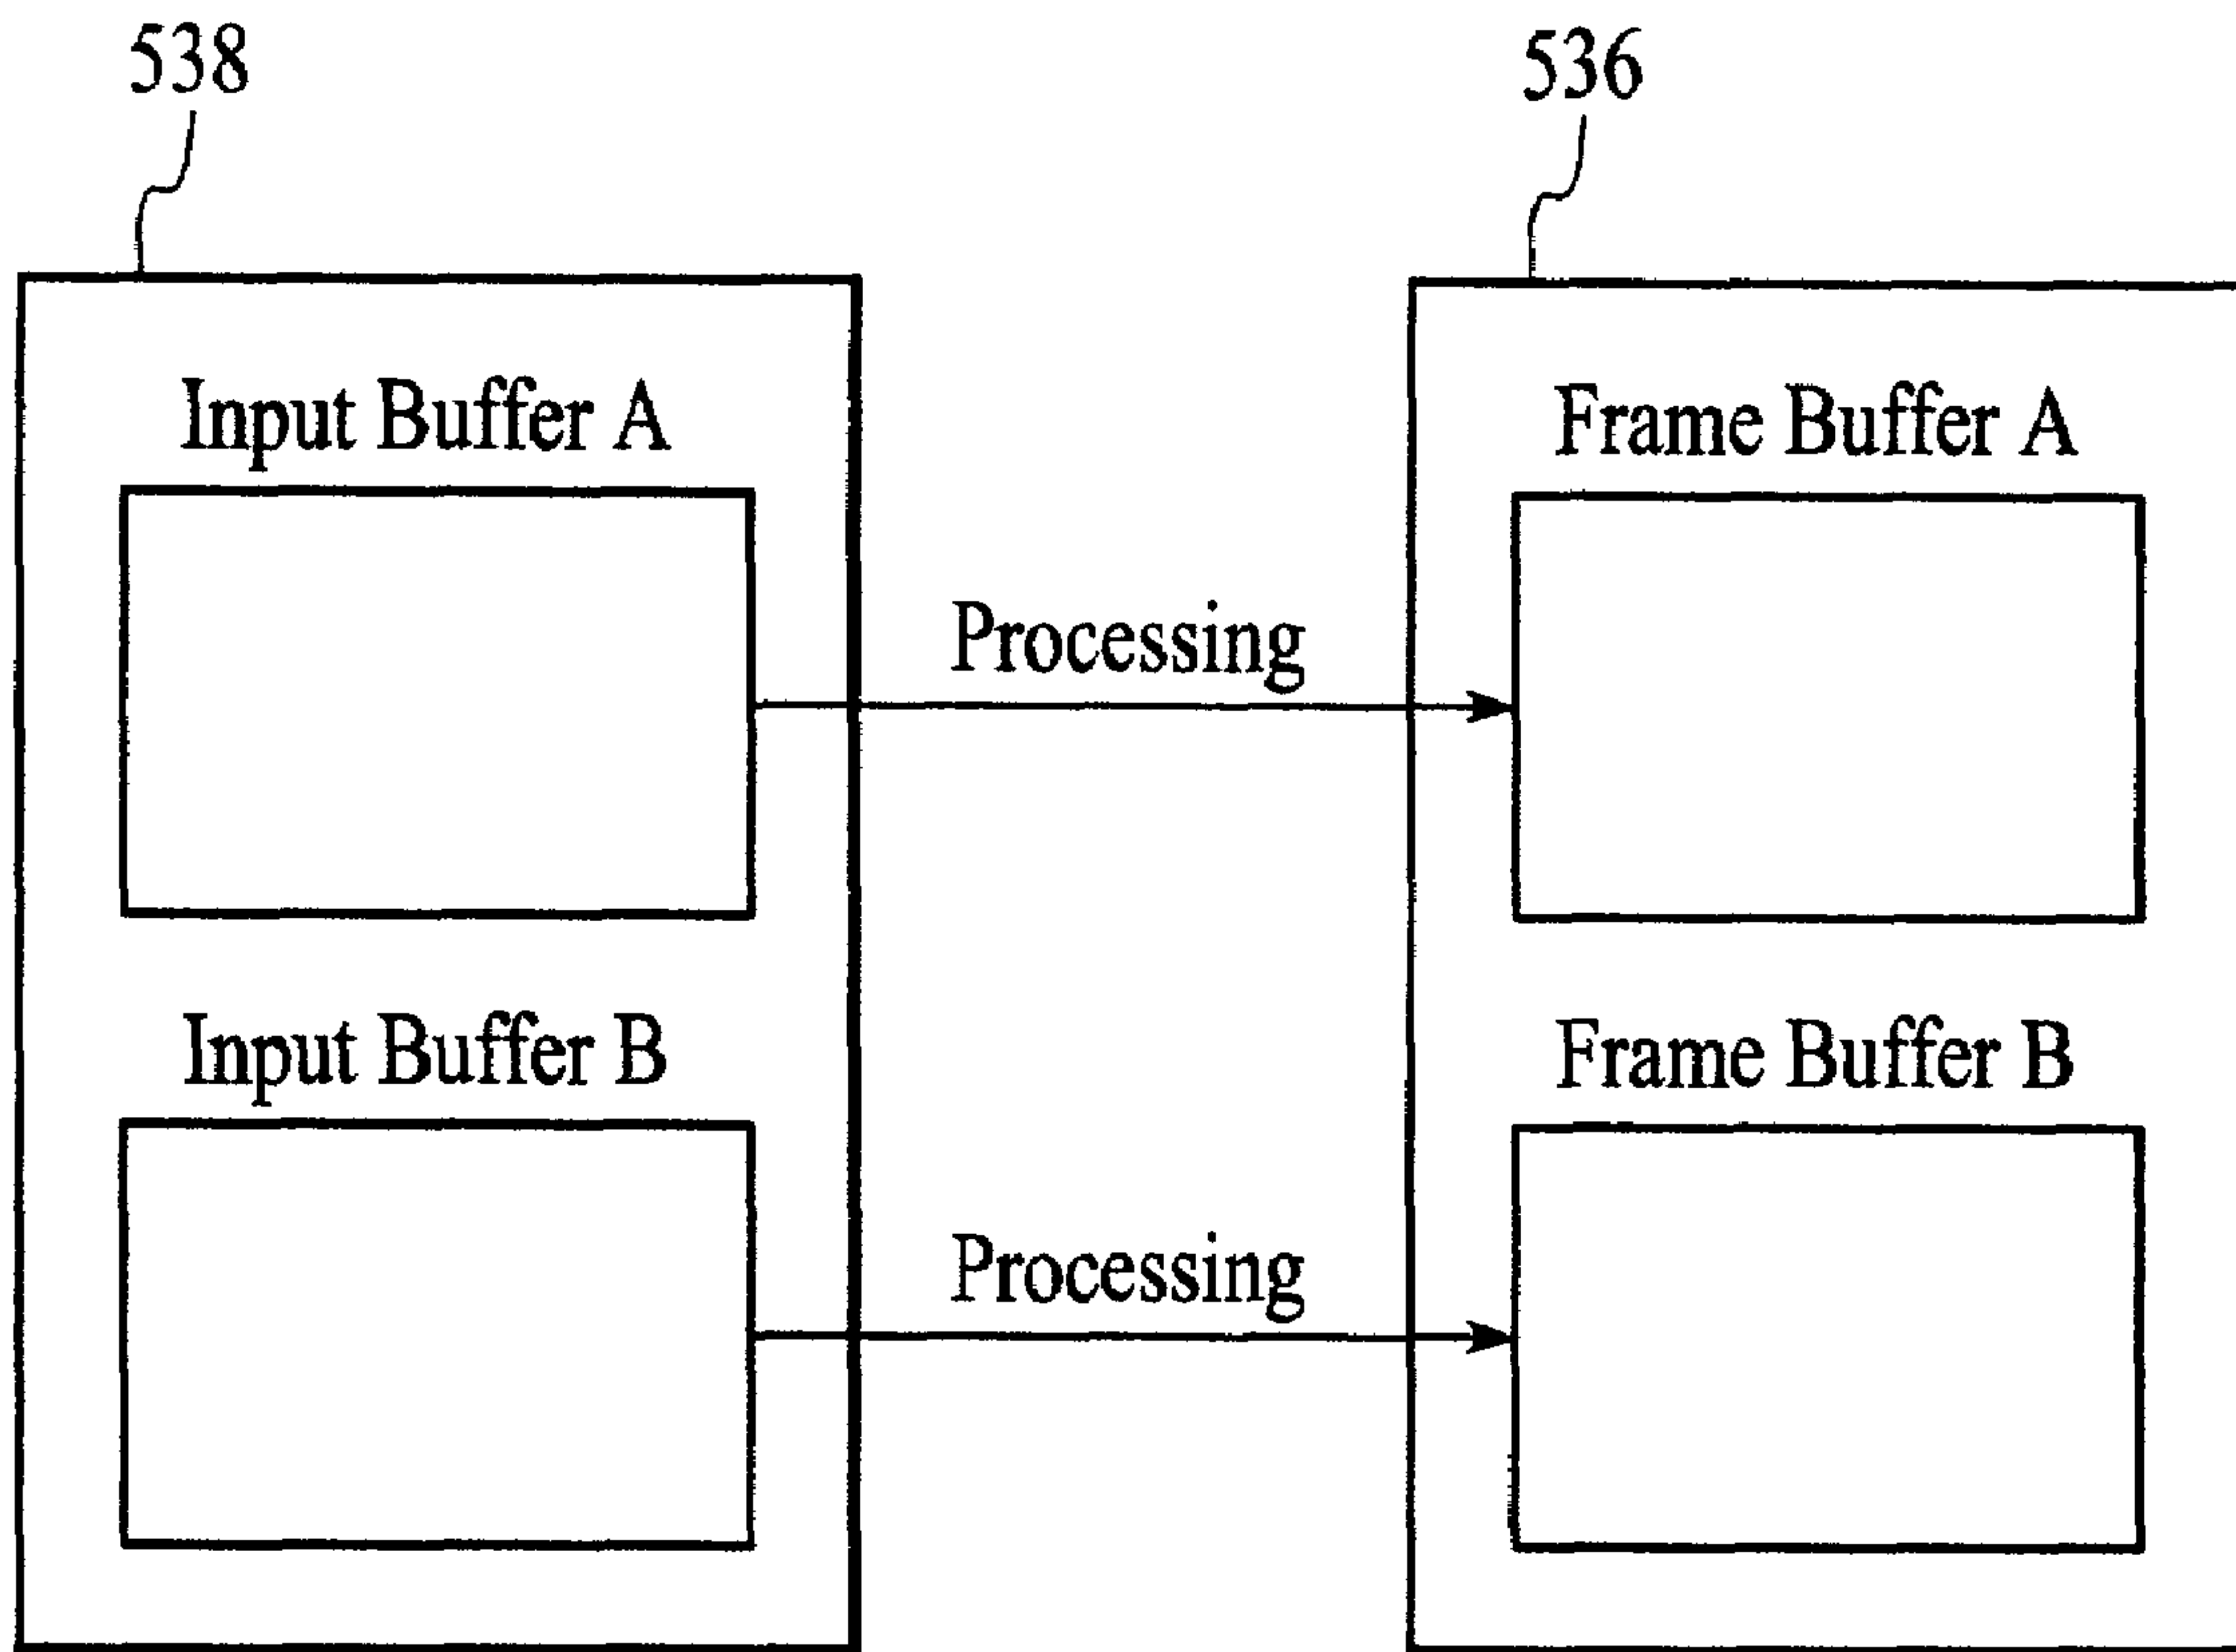 538
536
Input Buffer A
Frame Buffer A
Processing
Input Buffer B
Frame Buffer B
Processing